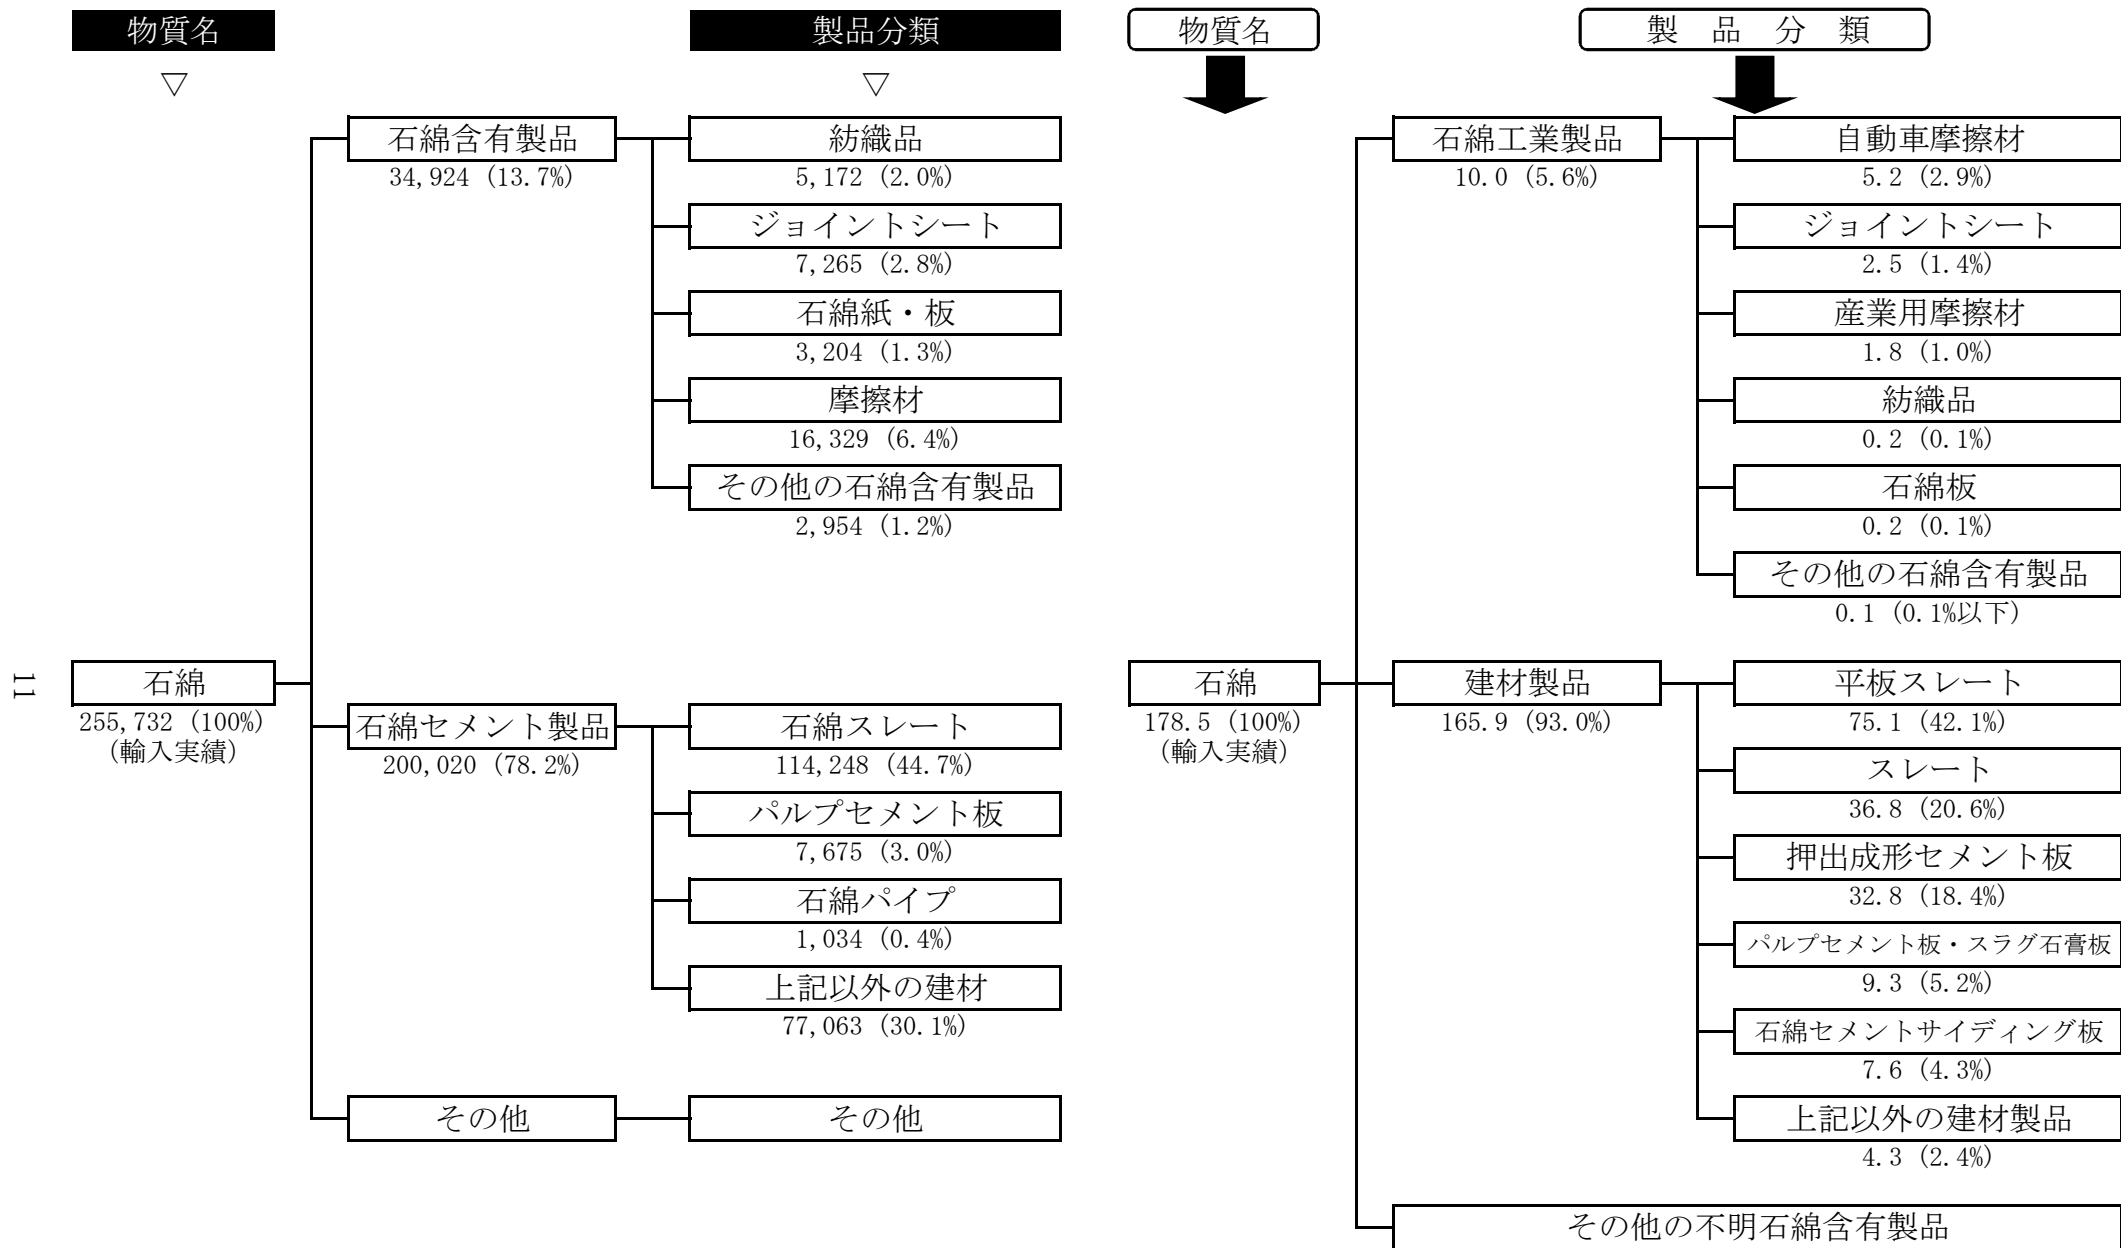 物質名
製品分類
▽
▽
石綿含有製品
34,924 (13.7%)
紡織品
5,172 (2.0%)
ジョイントシート
7,265 (2.8%)
石綿紙・板
3,204 (1.3%)
摩擦材
16,329 (6.4%)
その他の石綿含有製品
2,954 (1.2%)
石綿
255,732 (100%)
(輸入実績)
石綿セメント製品
200,020 (78.2%)
石綿スレート
114,248 (44.7%)
パルプセメント板
7,675 (3.0%)
石綿パイプ
1,034 (0.4%)
上記以外の建材
77,063 (30.1%)
その他
その他
11
物質名
製 品 分 類
石綿工業製品
10.0 (5.6%)
自動車摩擦材
5.2 (2.9%)
ジョイントシート
2.5 (1.4%)
産業用摩擦材
1.8 (1.0%)
紡織品
0.2 (0.1%)
石綿板
0.2 (0.1%)
その他の石綿含有製品
0.1 (0.1%以下)
石綿
178.5 (100%)
(輸入実績)
建材製品
165.9 (93.0%)
平板スレート
75.1 (42.1%)
スレート
36.8 (20.6%)
押出成形セメント板
32.8 (18.4%)
パルプセメント板・スラグ石膏板
9.3 (5.2%)
石綿セメントサイディング板
7.6 (4.3%)
上記以外の建材製品
4.3 (2.4%)
その他の不明石綿含有製品